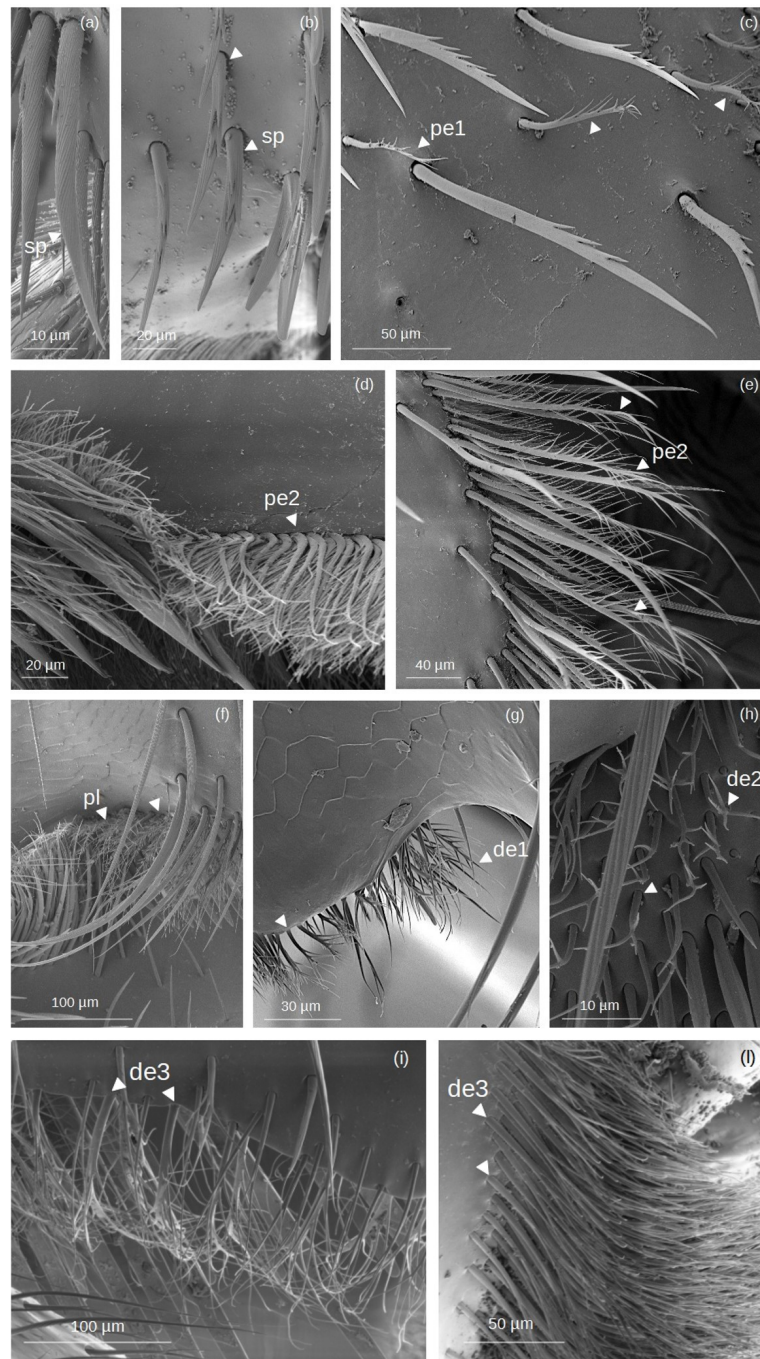 (a)
sp
10 µm
(b)
sp
20 µm
(c)
pe1
50 µm
(d)
pe2
20 µm
(e)
pe2
40 µm
(f)
pl
100 µm
(g)
de1
30 µm
(h)
de2
10 µm
(i)
de3
100 µm
(l)
de3
50 µm